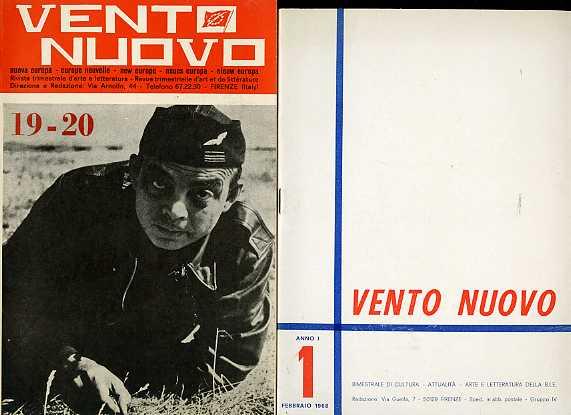 VENTO
NUOVO
nuova europa - europe nouvelle - new europe - neues europa - nieuw europa
Rivista trimestrale d'arte e letteratura - Revue trimestrielle d'art et de littérature
Direzione e Redazione: Via Arnolfo, 44 - Telefono 67.22.30 - FIRENZE (Italy)
19-20
VENTO NUOVO
ANNO I
1
FEBBRAIO 1968
BIMESTRALE DI CULTURA - ATTUALITÀ - ARTE E LETTERATURA DELLA B.I.E.
Redazione: Via Guelfa, 7 - 50129 FIRENZE - Sped. in abb. postale - Gruppo IV